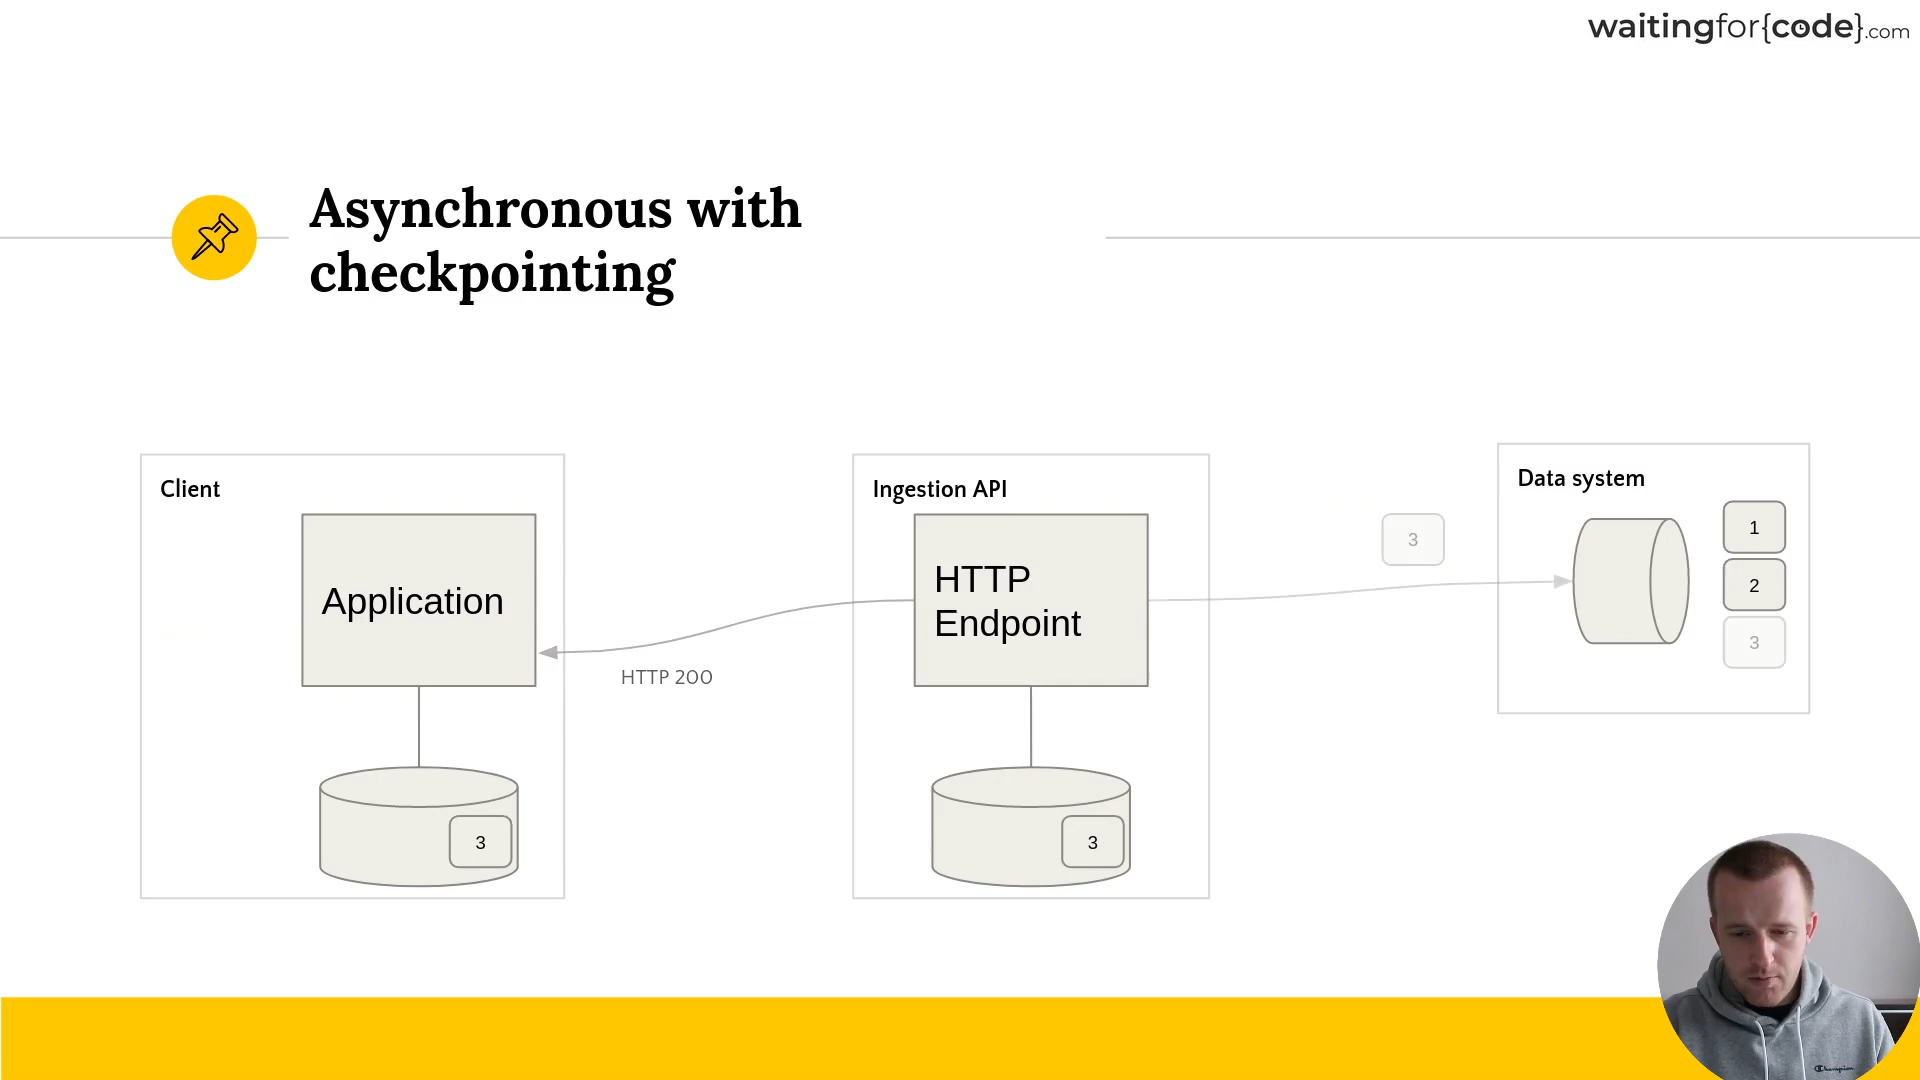 waitingfor{code}.com
Asynchronous with
checkpointing
Client
Ingestion API
Data system
1
3
HTTP
Endpoint
2
Application
3
HTTP 200
3
3
Champion